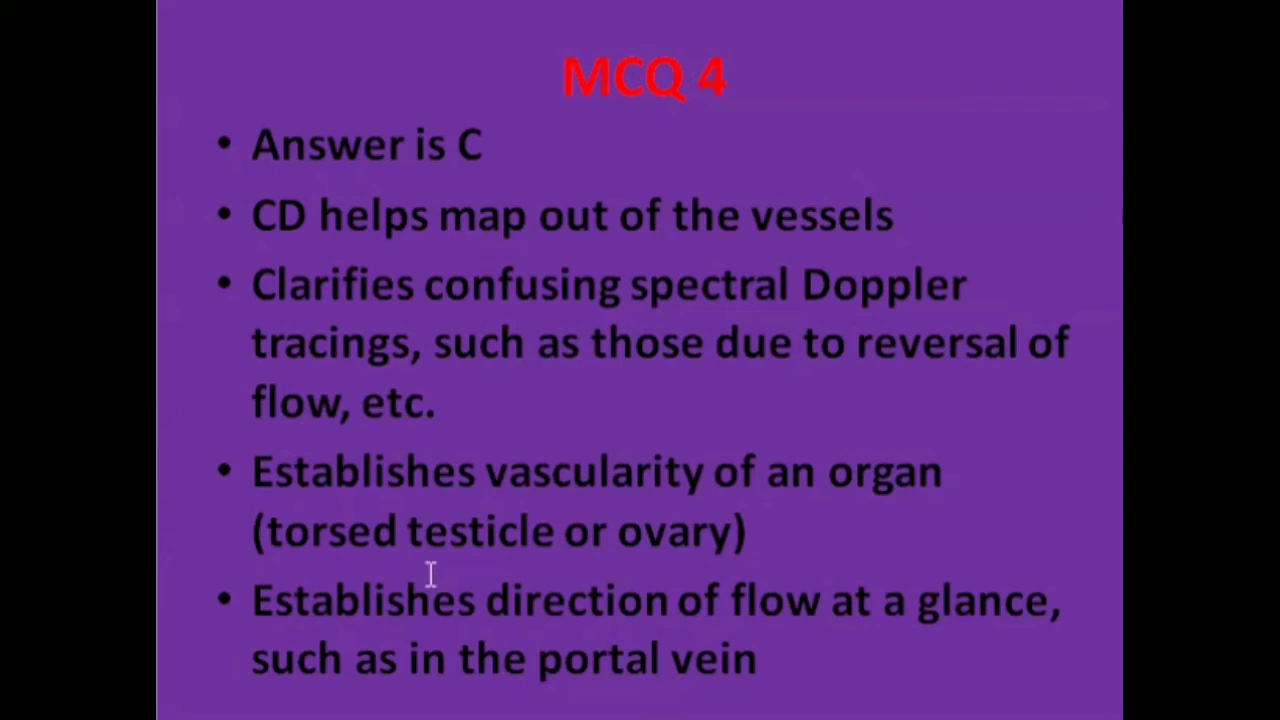 MCQ 4
• Answer is C
• CD helps map out of the vessels
• Clarifies confusing spectral Doppler
tracings, such as those due to reversal of
flow, etc.
• Establishes vascularity of an organ
(torsed testicle or ovary)
• Establishes direction of flow at a glance,
such as in the portal vein